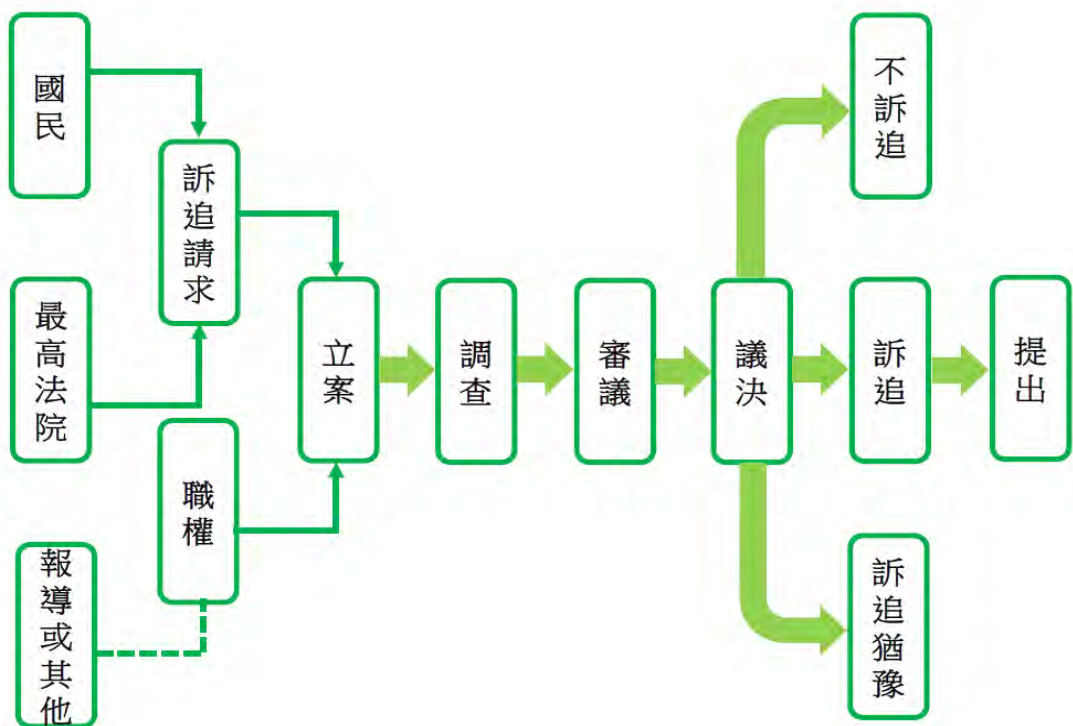 國民
最高法院
報導或其他
訴追請求
職權
立案
調查
審議
議決
不訴追
訴追
訴追猶豫
提出